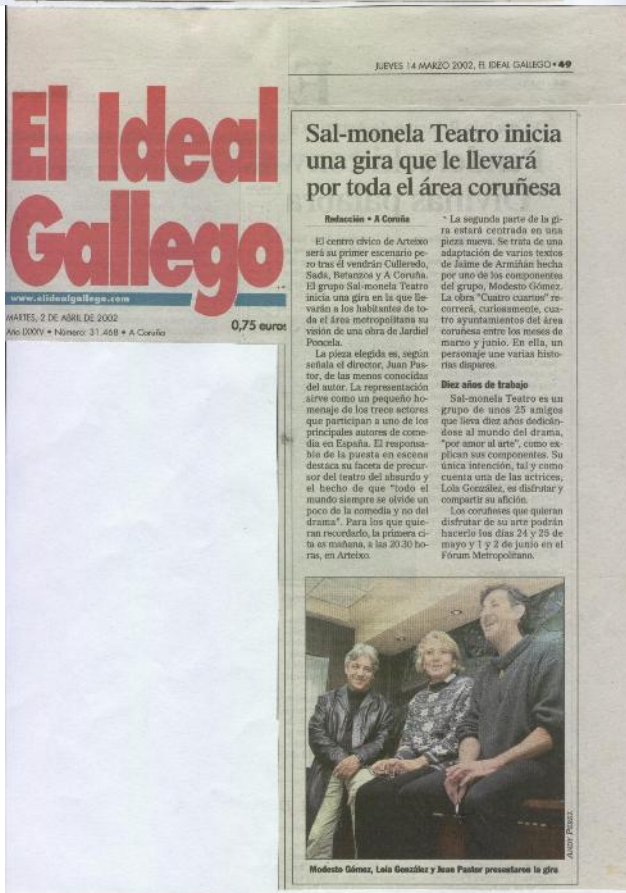 JUEVES 14 MARZO 2002, EL IDEAL GALLEGO • 49
El Ideal
Gallego
www.elidealgallego.com
MARTES, 2 DE ABRIL DE 2002
Año LXXXV • Número: 31.468 • A Coruña
0,75 euros
Sal-monela Teatro inicia
una gira que le llevará
por toda el área coruñesa
Redacción • A Coruña
El centro cívico de Arteixo
será su primer escenario pe-
ro tras él vendrán Culleredo,
Sada, Betanzos y A Coruña.
El grupo Sal-monela Teatro
inicia una gira en la que lle-
varán a los habitantes de to-
da el área metropolitana su
visión de una obra de Jardiel
Poncela.
La pieza elegida es, según
señala el director, Juan Pas-
tor, de las menos conocidas
del autor. La representación
sirve como un pequeño ho-
menaje de los trece actores
que participan a uno de los
principales autores de come-
dia en España. El responsa-
ble de la puesta en escena
destaca su faceta de precur-
sor del teatro del absurdo y
el hecho de que "todo el
mundo siempre se olvide un
poco de la comedia y no del
drama". Para los que quie-
ran recordarlo, la primera ci-
ta es mañana, a las 20.30 ho-
ras, en Arteixo.
La segunda parte de la gi-
ra estará centrada en una
pieza nueva. Se trata de una
adaptación de varios textos
de Jaime de Armiñán hecha
por uno de los componentes
del grupo, Modesto Gómez.
La obra "Cuatro cuartos" re-
correrá, curiosamente, cua-
tro ayuntamientos del área
coruñesa entre los meses de
marzo y junio. En ella, un
personaje une varias histo-
rias dispares.
Diez años de trabajo
Sal-monela Teatro es un
grupo de unos 25 amigos
que lleva diez años dedicán-
dose al mundo del drama,
"por amor al arte", como ex-
plican sus componentes. Su
única intención, tal y como
cuenta una de las actrices,
Lola González, es disfrutar y
compartir su afición.
Los coruñeses que quieran
disfrutar de su arte podrán
hacerlo los días 24 y 25 de
mayo y 1 y 2 de junio en el
Fórum Metropolitano.
ANDY PÉREZ
Modesto Gómez, Lola González y Juan Pastor presentaron la gira